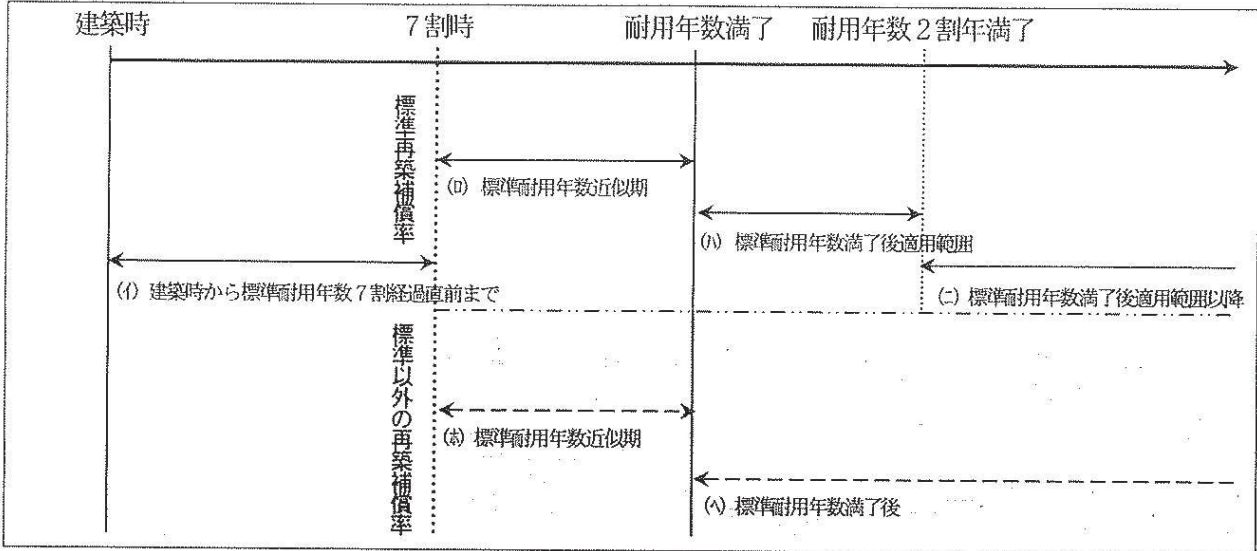 建築時
7割時
耐用年数満了
耐用年数2割年満了
標準再築補償率
(ロ) 標準耐用年数近似期
(ハ) 標準耐用年数満了後適用範囲
(イ) 建築時から標準耐用年数7割経過直前まで
(ニ) 標準耐用年数満了後適用範囲以降
標準以外の再築補償率
(ホ) 標準耐用年数近似期
(ヘ) 標準耐用年数満了後